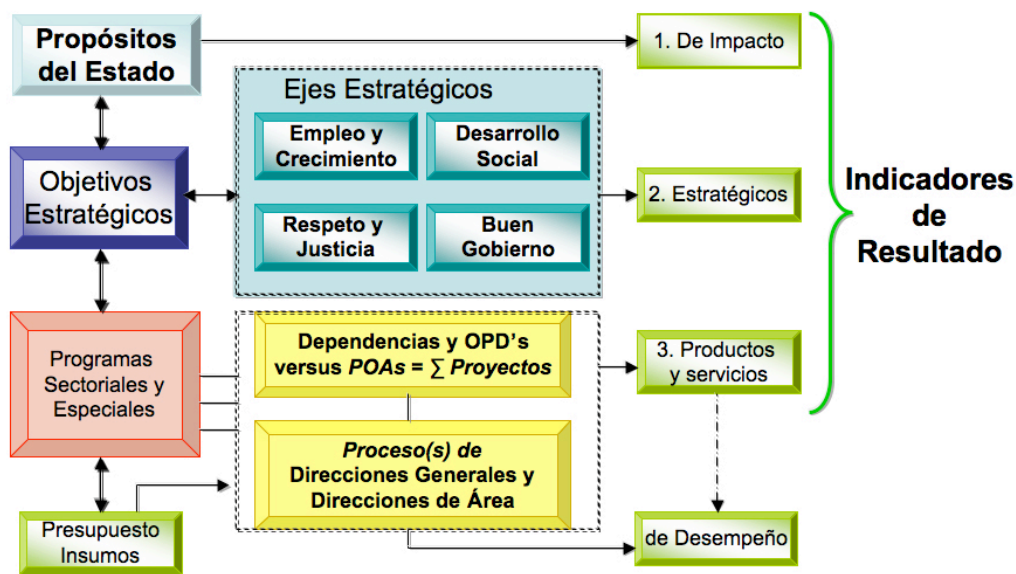 Propósitos
del Estado
1. De Impacto
Ejes Estratégicos
Empleo y
Crecimiento
Desarrollo
Social
Objetivos
Estratégicos
2. Estratégicos
Respeto y
Justicia
Buen
Gobierno
Indicadores
de
Resultado
Programas
Sectoriales y
Especiales
Dependencias y OPD's
versus POAs = ∑ Proyectos
3. Productos
y servicios
Proceso(s) de
Direcciones Generales y
Direcciones de Área
Presupuesto
Insumos
de Desempeño